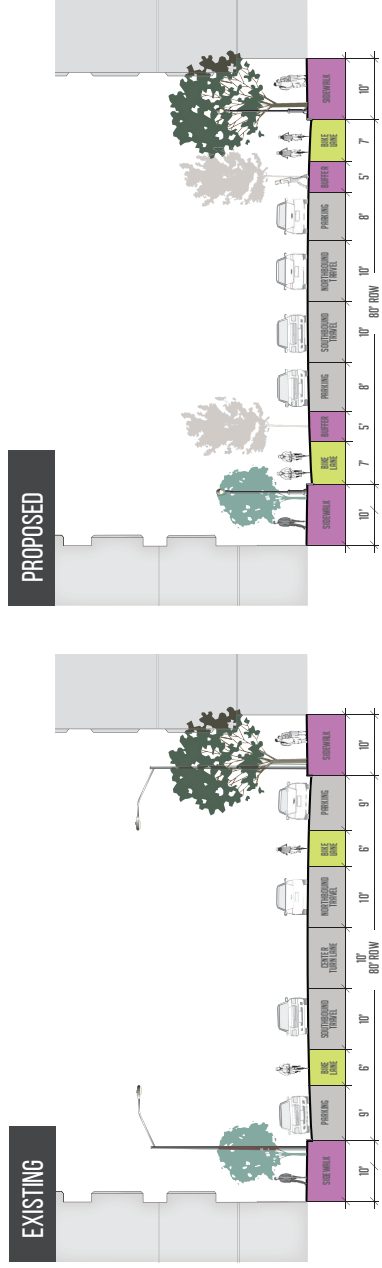 EXISTING
SIDEWALK
PARKING
BIKE
LANE
SOUTHBOUND
TRAVEL
CENTER
TURN LANE
NORTHBOUND
TRAVEL
BIKE
LANE
PARKING
SIDEWALK
10' 9' 6' 10' 10' 10' 6' 9' 10'
80' ROW
PROPOSED
SIDEWALK
BIKE
LANE
BUFFER
PARKING
SOUTHBOUND
TRAVEL
NORTHBOUND
TRAVEL
PARKING
BUFFER
BIKE
LANE
SIDEWALK
10' 7' 5' 8' 10' 10' 8' 5' 7' 10'
80' ROW